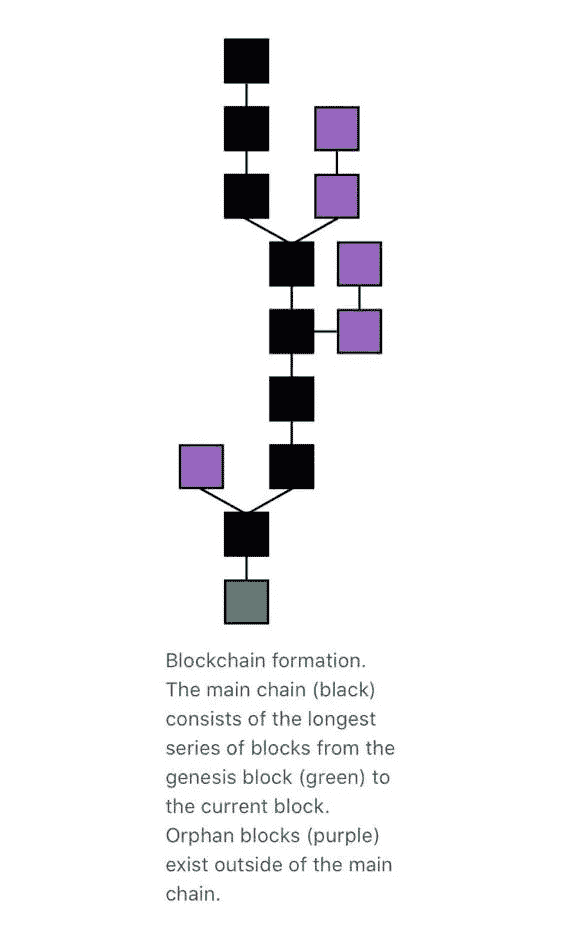 Blockchain formation.
The main chain (black)
consists of the longest
series of blocks from the
genesis block (green) to
the current block.
Orphan blocks (purple)
exist outside of the main
chain.